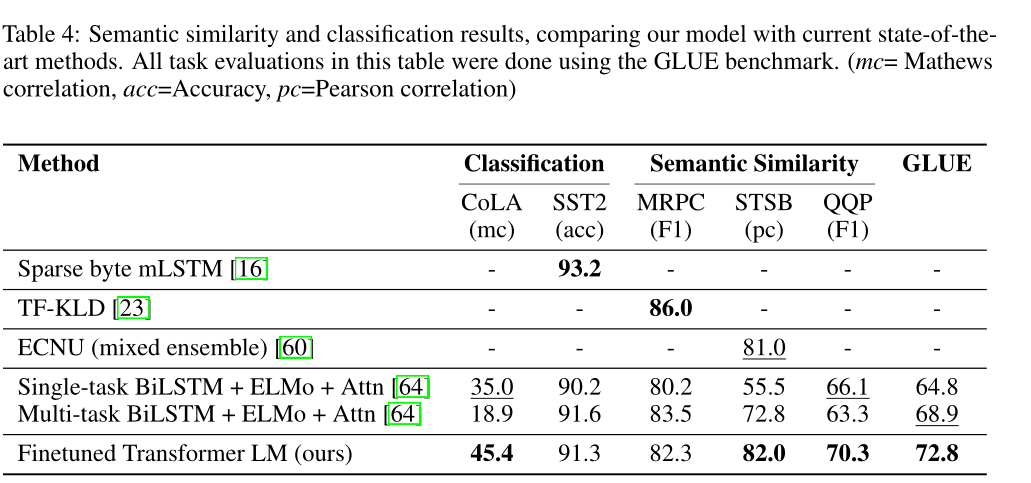 Table 4: Semantic similarity and classification results, comparing our model with current state-of-the-
art methods. All task evaluations in this table were done using the GLUE benchmark. (mc= Mathews
correlation, acc=Accuracy, pc=Pearson correlation)
Method Classification Semantic Similarity GLUE
CoLA SST2 MRPC STSB QQP
(mc) (acc) (F1) (pc) (F1)
Sparse byte mLSTM [16] - 93.2 - - - -
TF-KLD [23] - - 86.0 - - -
ECNU (mixed ensemble) [60] - - - 81.0 - -
Single-task BiLSTM + ELMo + Attn [64] 35.0 90.2 80.2 55.5 66.1 64.8
Multi-task BiLSTM + ELMo + Attn [64] 18.9 91.6 83.5 72.8 63.3 68.9
Finetuned Transformer LM (ours) 45.4 91.3 82.3 82.0 70.3 72.8